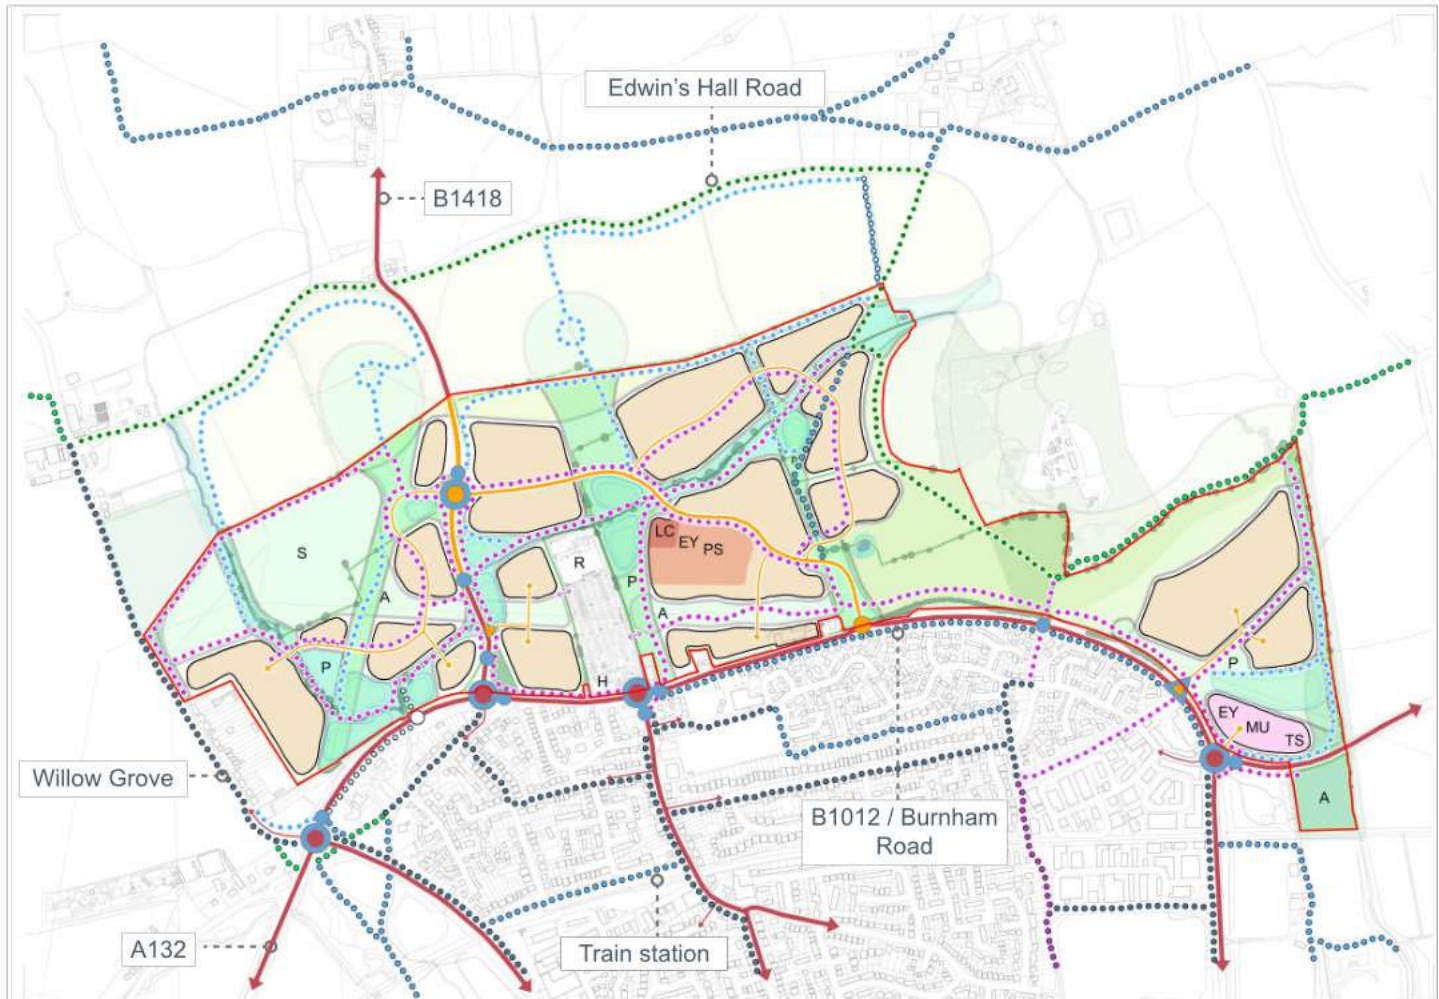 Edwin's Hall Road
B1418
S
R
LC
EY
PS
P
A
A
P
P
H
EY
MU
TS
Willow Grove
B1012 / Burnham
Road
A
A132
Train station